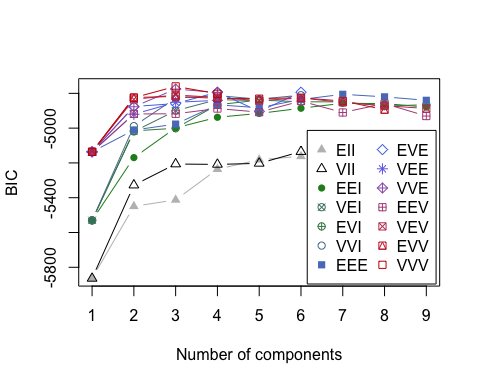 BIC
-5000
-5400
-5800
1 2 3 4 5 6 7 8 9
Number of components
EII EVE
VII VEE
EEI VVE
VEI EEV
EVI VEV
VVI EVV
EEE VVV